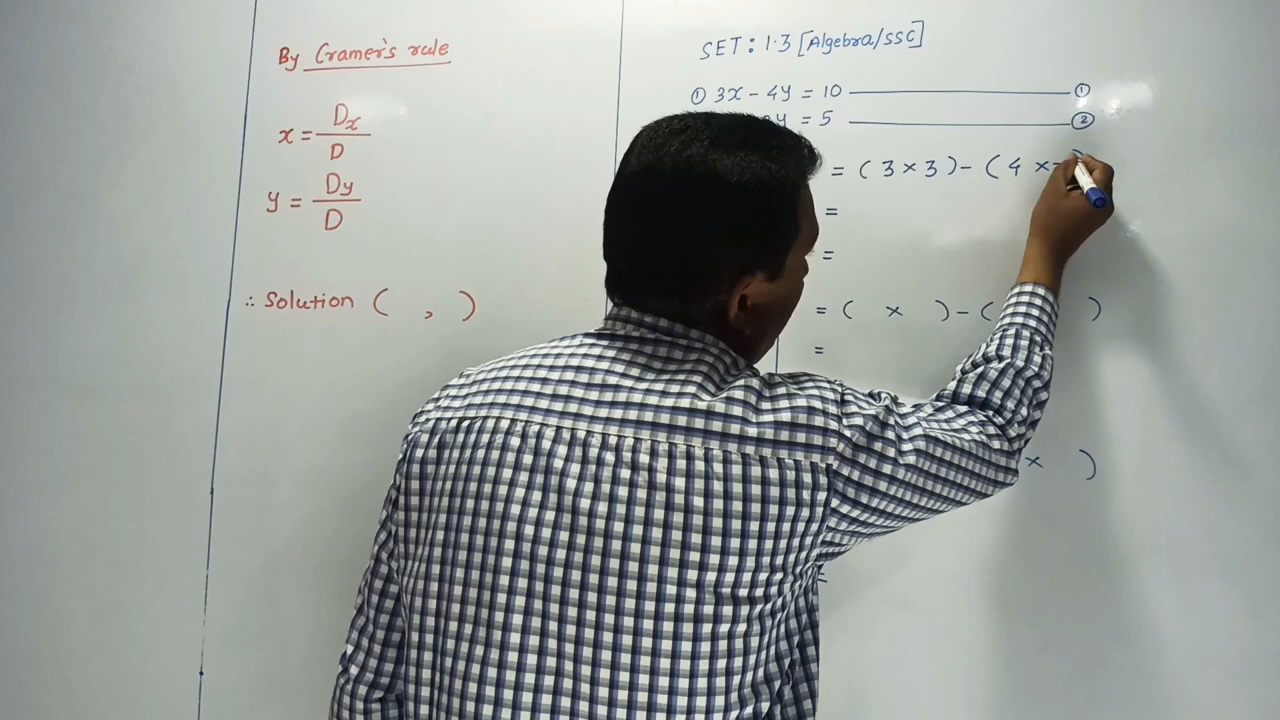 By Cramer's rule
x = Dx / D
y = Dy / D
∴ Solution ( , )
SET: 1.3 [Algebra/SSC]
① 3x - 4y = 10 ①
y = 5 ②
= (3 × 3) - (4 × -
=
=
= ( × ) - ( )
=
× )
=